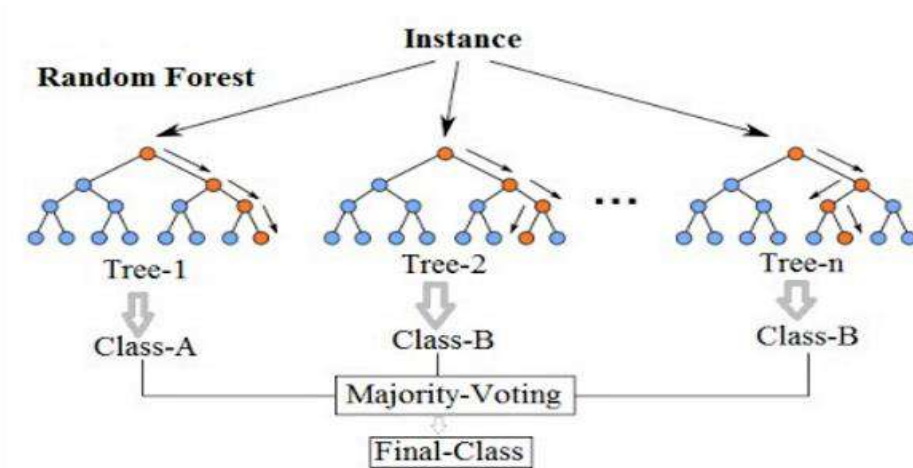 Instance
Random Forest
...
Tree-1
Tree-2
Tree-n
Class-A
Class-B
Class-B
Majority-Voting
Final-Class